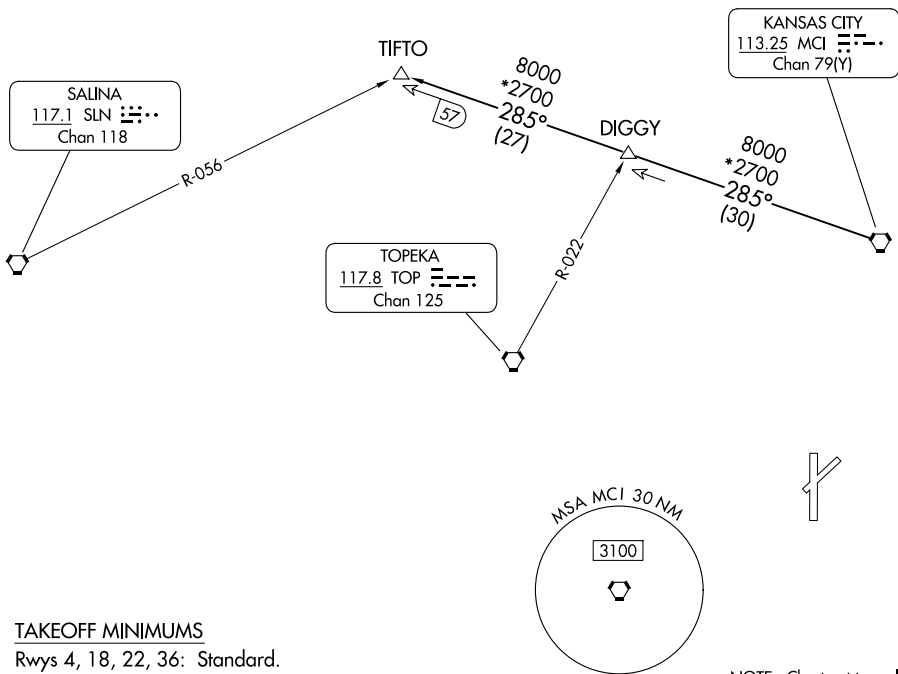 KANSAS CITY
113.25 MCI
Chan 79(Y)
TIFTO
8000
*2700
285°
(27)
57
SALINA
117.1 SLN
Chan 118
DIGGY
8000
*2700
285°
(30)
R-056
R-022
TOPEKA
117.8 TOP
Chan 125
MSA MCI 30 NM
3100
TAKEOFF MINIMUMS
Rwys 4, 18, 22, 36: Standard.